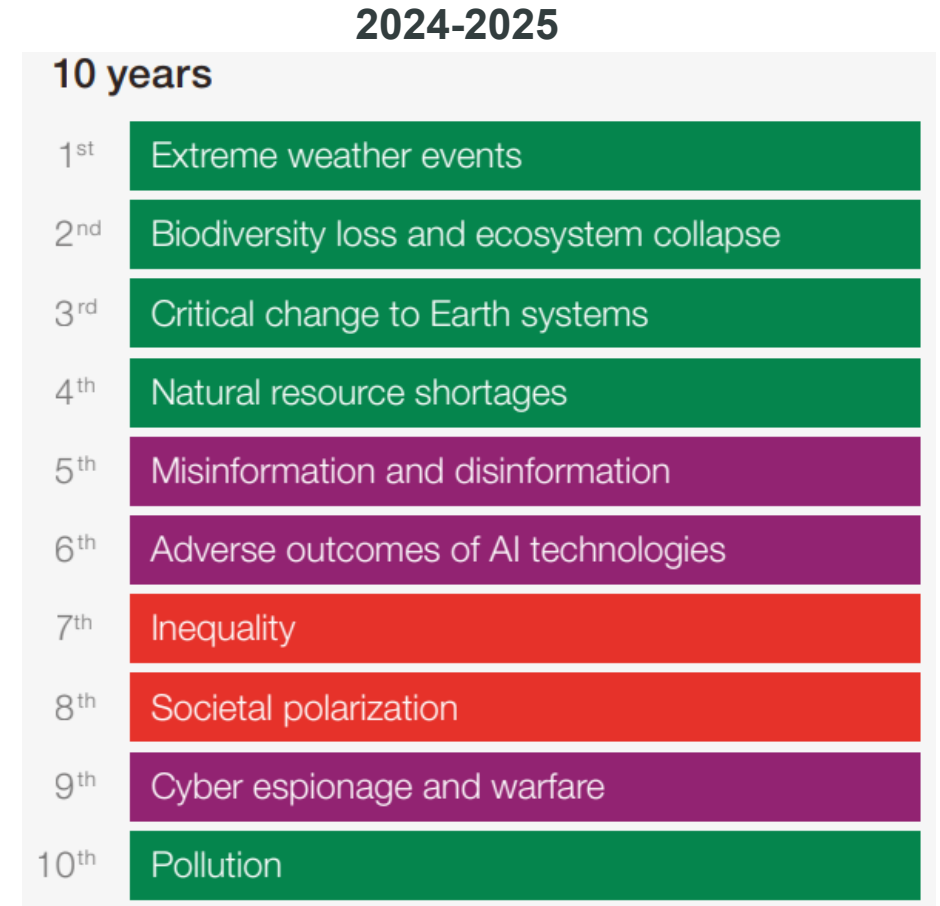 2024-2025
10 years
1st Extreme weather events
2nd Biodiversity loss and ecosystem collapse
3rd Critical change to Earth systems
4th Natural resource shortages
5th Misinformation and disinformation
6th Adverse outcomes of AI technologies
7th Inequality
8th Societal polarization
9th Cyber espionage and warfare
10th Pollution